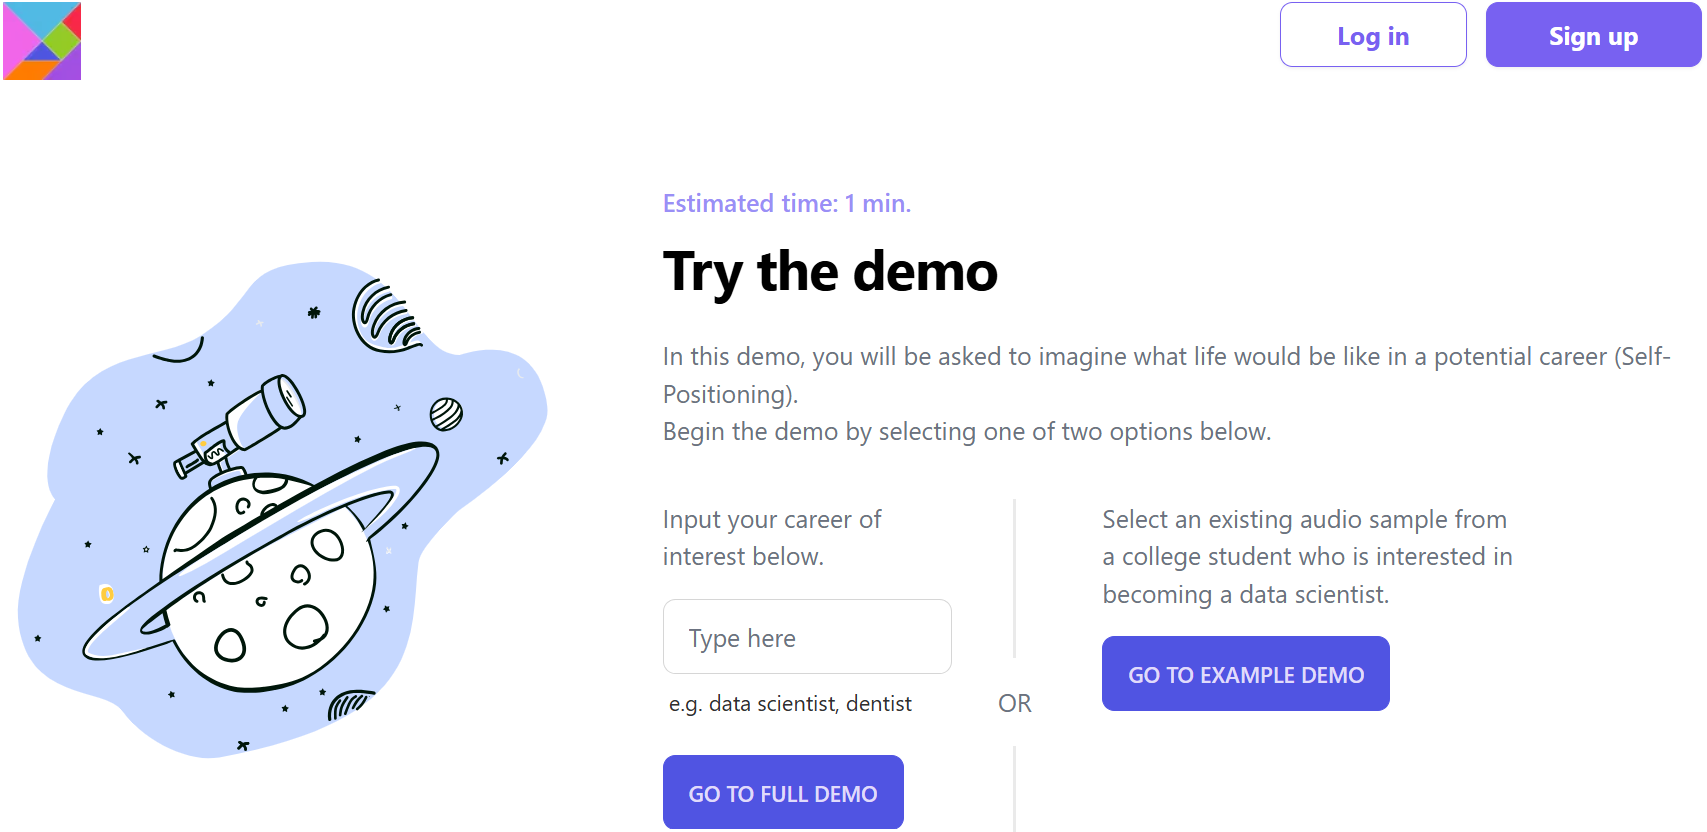 Log in
Sign up
Estimated time: 1 min.
Try the demo
In this demo, you will be asked to imagine what life would be like in a potential career (Self-
Positioning).
Begin the demo by selecting one of two options below.
Input your career of
interest below.
Type here
e.g. data scientist, dentist
GO TO FULL DEMO
OR
Select an existing audio sample from
a college student who is interested in
becoming a data scientist.
GO TO EXAMPLE DEMO